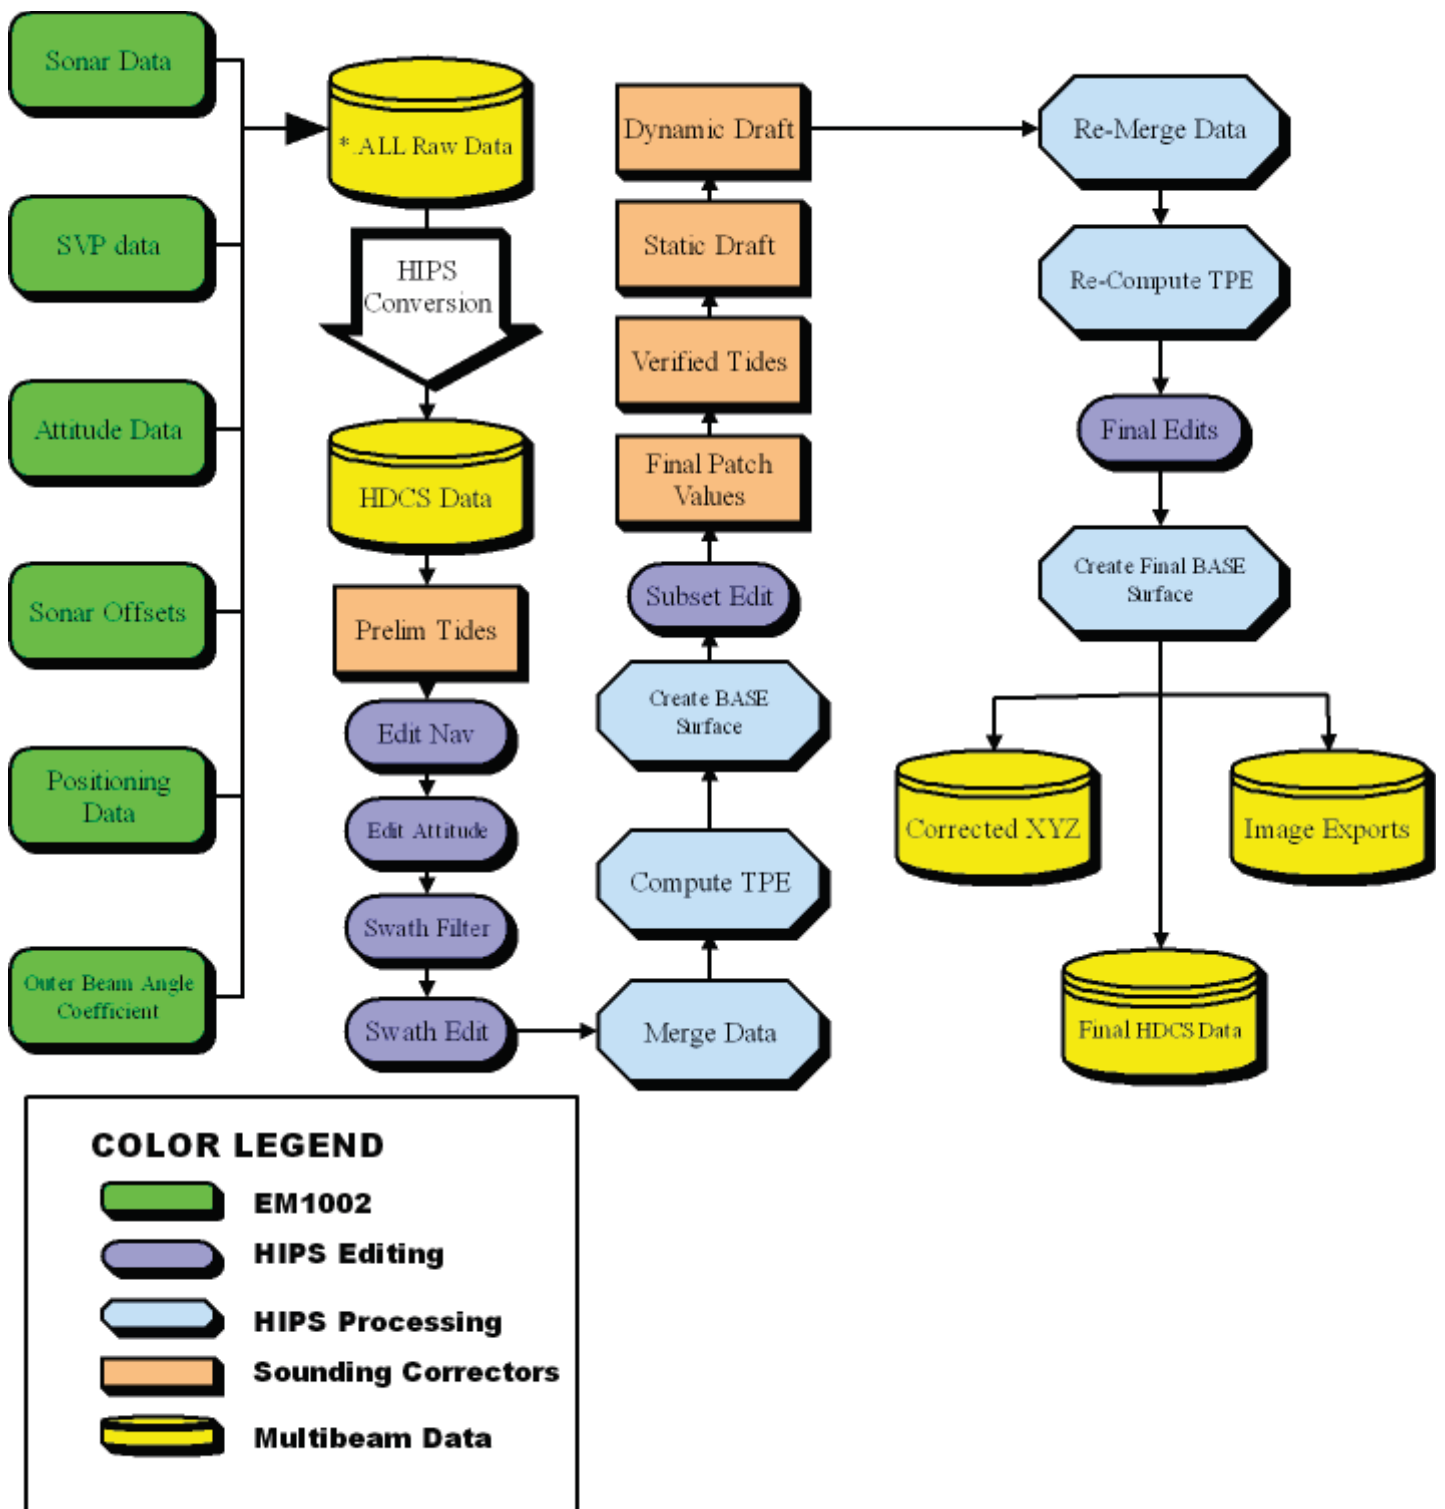 Sonar Data
SVP data
Attitude Data
Sonar Offsets
Positioning
Data
Outer Beam Angle
Coefficient
*.ALL Raw Data
HIPS
Conversion
HDCS Data
Prelim Tides
Edit Nav
Edit Attitude
Swath Filter
Swath Edit
Merge Data
Compute TPE
Create BASE
Surface
Subset Edit
Final Patch
Values
Verified Tides
Static Draft
Dynamic Draft
Re-Merge Data
Re-Compute TPE
Final Edits
Create Final BASE
Surface
Corrected XYZ
Image Exports
Final HDCS Data
COLOR LEGEND
EM1002
HIPS Editing
HIPS Processing
Sounding Correctors
Multibeam Data